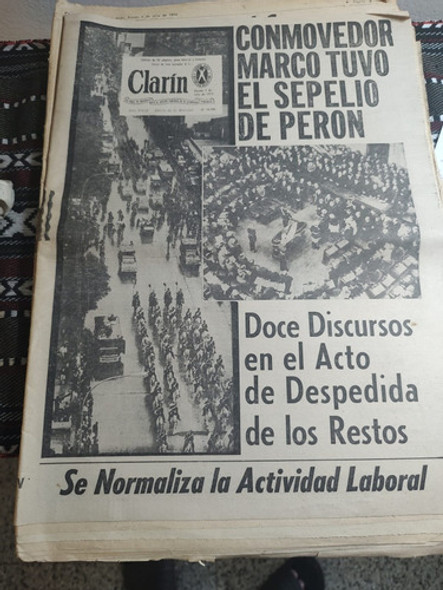 CONMOVEDOR
MARCO TUVO
EL SEPELIO
DE PERON
Clarín
Doce Discursos
en el Acto
de Despedida
de los Restos
Se Normaliza la Actividad Laboral